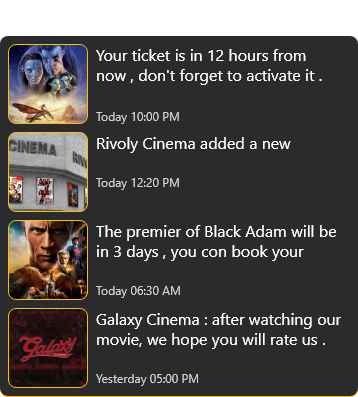 Your ticket is in 12 hours from
now , don't forget to activate it .
Today 10:00 PM
CINEMA
Rivoly Cinema added a new
Today 12:20 PM
The premier of Black Adam will be
in 3 days , you con book your
Today 06:30 AM
Galaxy Cinema : after watching our
movie, we hope you will rate us .
Galaxy
Yesterday 05:00 PM